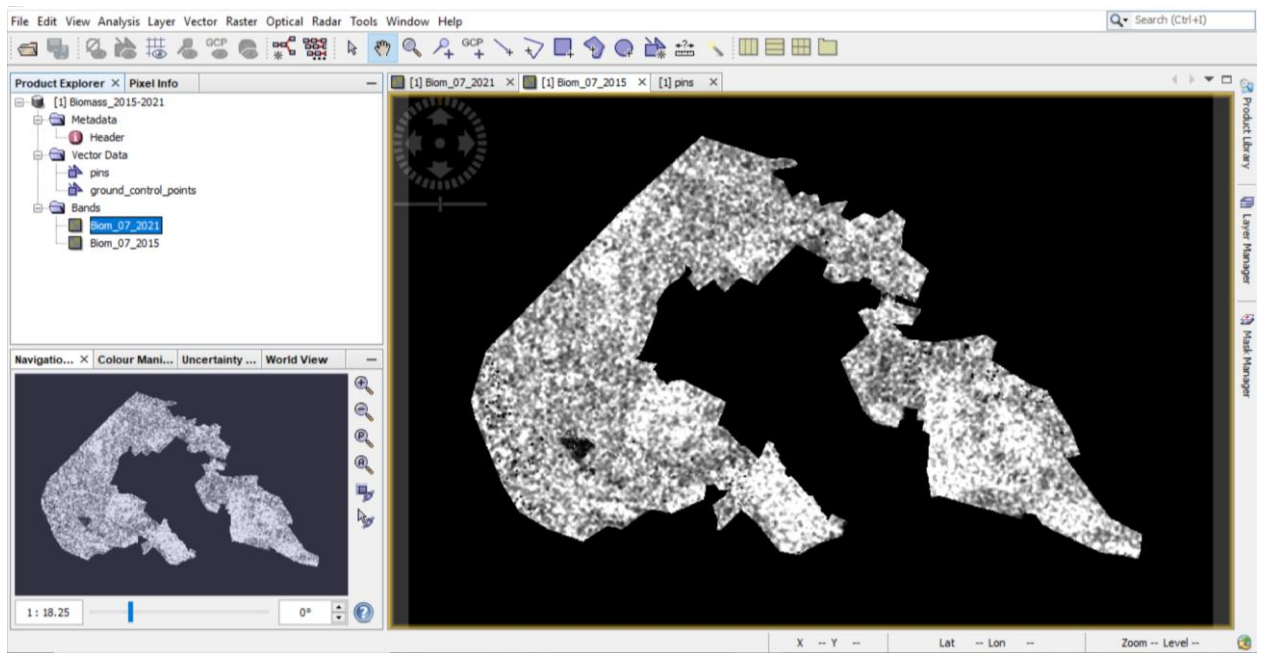 File Edit View Analysis Layer Vector Raster Optical Radar Tools Window Help
Search (Ctrl+I)
GCP
GCP
Product Explorer Pixel Info
[1] Biomass_2015-2021
Metadata
Header
Vector Data
pins
ground_control_points
Bands
Biom_07_2021
Biom_07_2015
[1] Biom_07_2021 [1] Biom_07_2015 [1] pins
Product Library
Layer Manager
Mask Manager
Navigatio... Colour Mani... Uncertainty ... World View
1 : 18.25
0°
X -- Y --
Lat -- Lon --
Zoom -- Level --